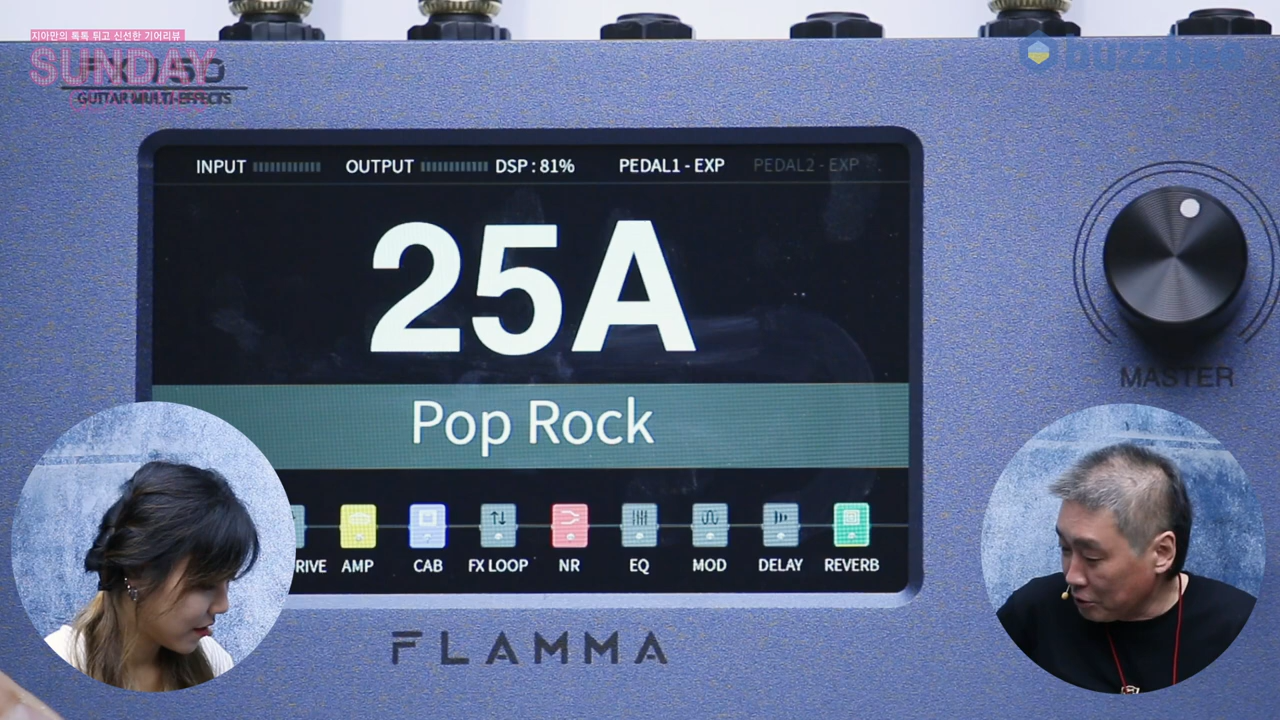 지아만의 톡톡 튀고 신선한 기어리뷰
SUNDAY
FX150
GUITAR MULTI-EFFECTS
buzzbee
INPUT OUTPUT DSP : 81% PEDAL1 - EXP PEDAL2 - EXP
25A
Pop Rock
RIVE AMP CAB FX LOOP NR EQ MOD DELAY REVERB
MASTER
FLAMMA